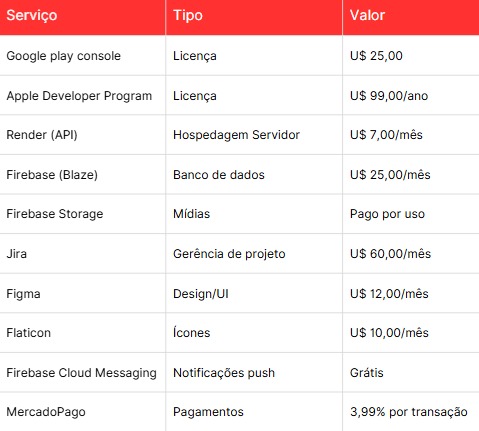 Serviço Tipo Valor
Google play console Licença U$ 25,00
Apple Developer Program Licença U$ 99,00/ano
Render (API) Hospedagem Servidor U$ 7,00/mês
Firebase (Blaze) Banco de dados U$ 25,00/mês
Firebase Storage Mídias Pago por uso
Jira Gerência de projeto U$ 60,00/mês
Figma Design/UI U$ 12,00/mês
Flaticon Ícones U$ 10,00/mês
Firebase Cloud Messaging Notificações push Grátis
MercadoPago Pagamentos 3,99% por transação